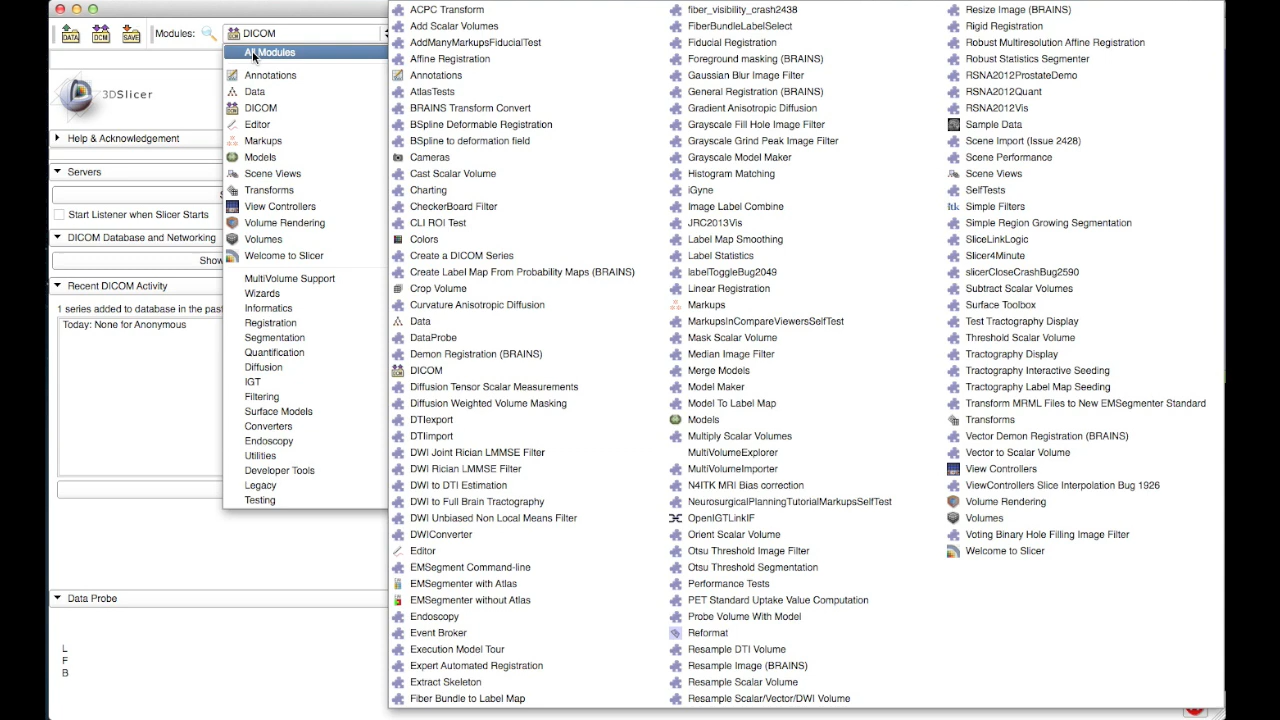 Modules:
DICOM
3DSlicer
Help & Acknowledgement
Servers
Start Listener when Slicer Starts
DICOM Database and Networking
Show
Recent DICOM Activity
1 series added to database in the past
Today: None for Anonymous
Data Probe
L
F
B
All Modules
Annotations
Data
DICOM
Editor
Markups
Models
Scene Views
Transforms
View Controllers
Volume Rendering
Volumes
Welcome to Slicer
MultiVolume Support
Wizards
Informatics
Registration
Segmentation
Quantification
Diffusion
IGT
Filtering
Surface Models
Converters
Endoscopy
Utilities
Developer Tools
Legacy
Testing
ACPC Transform
Add Scalar Volumes
AddManyMarkupsFiducialTest
Affine Registration
Annotations
AtlasTests
BRAINS Transform Convert
BSpline Deformable Registration
BSpline to deformation field
Cameras
Cast Scalar Volume
Charting
CheckerBoard Filter
CLI ROI Test
Colors
Create a DICOM Series
Create Label Map From Probability Maps (BRAINS)
Crop Volume
Curvature Anisotropic Diffusion
Data
DataProbe
Demon Registration (BRAINS)
DICOM
Diffusion Tensor Scalar Measurements
Diffusion Weighted Volume Masking
DTIexport
DTIimport
DWI Joint Rician LMMSE Filter
DWI Rician LMMSE Filter
DWI to DTI Estimation
DWI to Full Brain Tractography
DWI Unbiased Non Local Means Filter
DWIConverter
Editor
EMSegment Command-line
EMSegmenter with Atlas
EMSegmenter without Atlas
Endoscopy
Event Broker
Execution Model Tour
Expert Automated Registration
Extract Skeleton
Fiber Bundle to Label Map
fiber_visibility_crash2438
FiberBundleLabelSelect
Fiducial Registration
Foreground masking (BRAINS)
Gaussian Blur Image Filter
General Registration (BRAINS)
Gradient Anisotropic Diffusion
Grayscale Fill Hole Image Filter
Grayscale Grind Peak Image Filter
Grayscale Model Maker
Histogram Matching
iGyne
Image Label Combine
JRC2013Vis
Label Map Smoothing
Label Statistics
labelToggleBug2049
Linear Registration
Markups
MarkupsInCompareViewersSelfTest
Mask Scalar Volume
Median Image Filter
Merge Models
Model Maker
Model To Label Map
Models
Multiply Scalar Volumes
MultiVolumeExplorer
MultiVolumeImporter
N4ITK MRI Bias correction
NeurosurgicalPlanningTutorialMarkupsSelfTest
OpenIGTLinkIF
Orient Scalar Volume
Otsu Threshold Image Filter
Otsu Threshold Segmentation
Performance Tests
PET Standard Uptake Value Computation
Probe Volume With Model
Reformat
Resample DTI Volume
Resample Image (BRAINS)
Resample Scalar Volume
Resample Scalar/Vector/DWI Volume
Resize Image (BRAINS)
Rigid Registration
Robust Multiresolution Affine Registration
Robust Statistics Segmenter
RSNA2012ProstateDemo
RSNA2012Quant
RSNA2012Vis
Sample Data
Scene Import (Issue 2428)
Scene Performance
Scene Views
SelfTests
Simple Filters
Simple Region Growing Segmentation
SliceLinkLogic
Slicer4Minute
slicerCloseCrashBug2590
Subtract Scalar Volumes
Surface Toolbox
Test Tractography Display
Threshold Scalar Volume
Tractography Display
Tractography Interactive Seeding
Tractography Label Map Seeding
Transform MRML Files to New EMSegmenter Standard
Transforms
Vector Demon Registration (BRAINS)
Vector to Scalar Volume
View Controllers
ViewControllers Slice Interpolation Bug 1926
Volume Rendering
Volumes
Voting Binary Hole Filling Image Filter
Welcome to Slicer